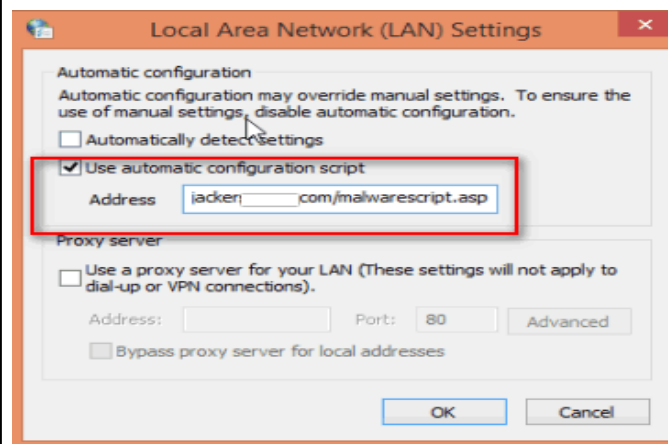 Local Area Network (LAN) Settings
Automatic configuration
Automatic configuration may override manual settings. To ensure the
use of manual settings, disable automatic configuration.
Automatically detect settings
Use automatic configuration script
Address jacker com/malwarescript.asp
Proxy server
Use a proxy server for your LAN (These settings will not apply to
dial-up or VPN connections).
Address: Port: 80 Advanced
Bypass proxy server for local addresses
OK Cancel